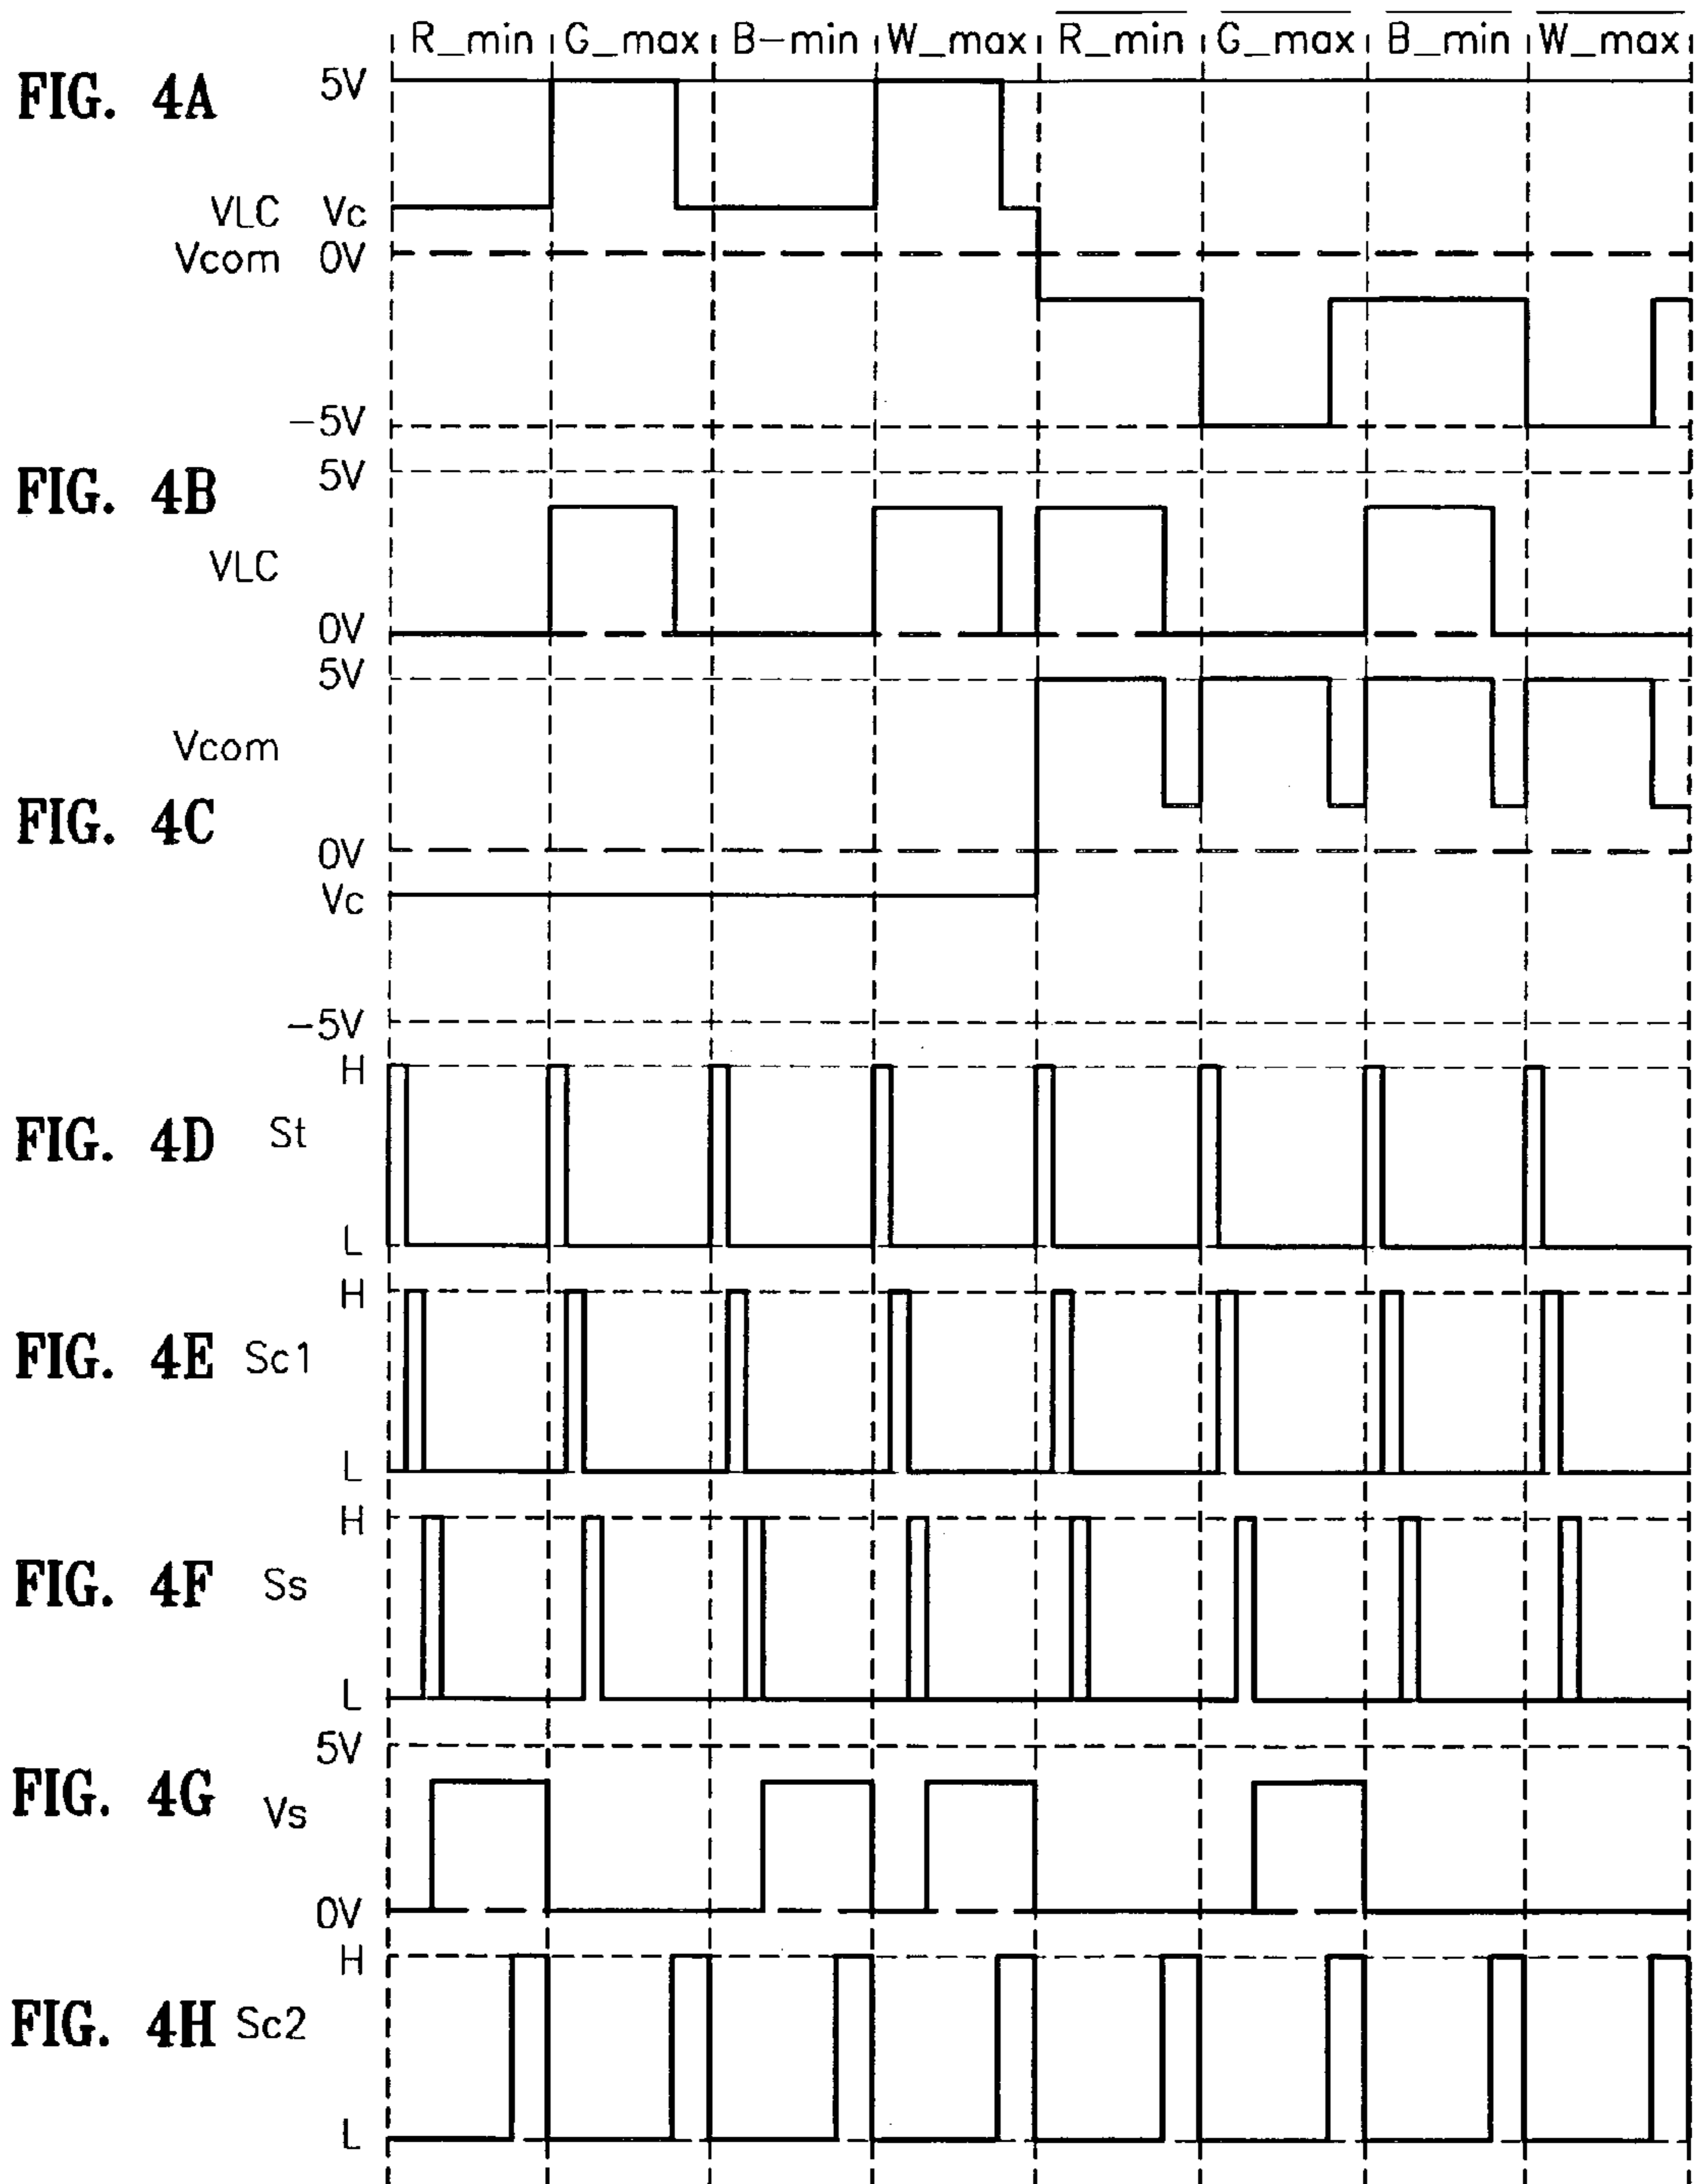 R_min G_max B-min W_max R_min G_max B_min W_max
FIG. 4A 5V
VLC Vc
Vcom 0V
-5V
FIG. 4B 5V
VLC
0V
5V
Vcom
FIG. 4C
0V
Vc
-5V
H
FIG. 4D St
L
H
FIG. 4E Sc1
L
H
FIG. 4F Ss
L
5V
FIG. 4G Vs
0V
H
FIG. 4H Sc2
L